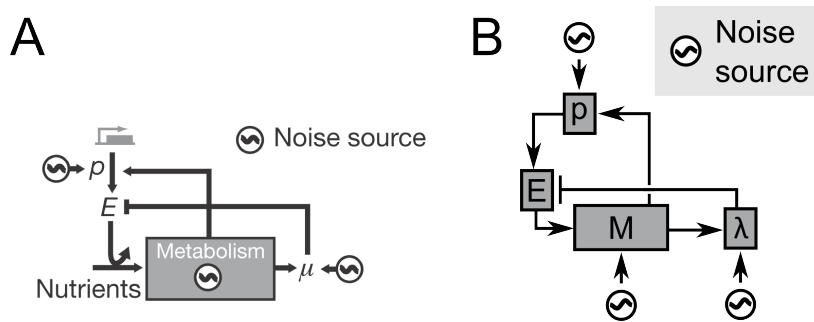 A
Noise source
p
E
Metabolism
μ
Nutrients
B
Noise
source
p
E
M
λ